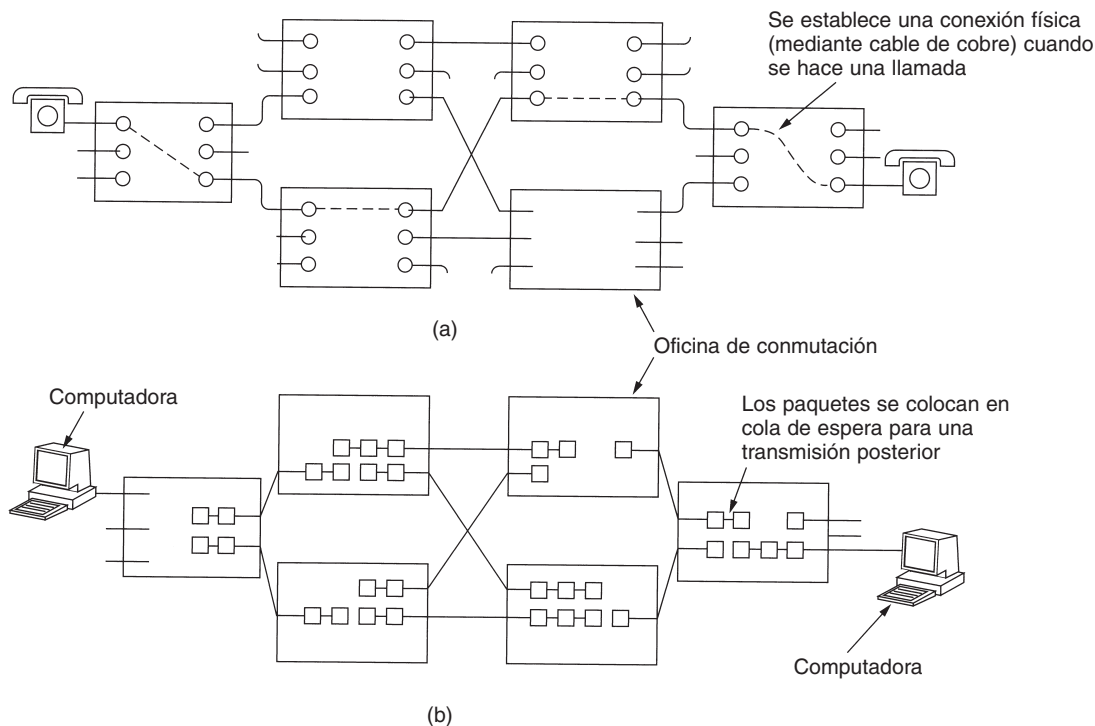 Se establece una conexión física
(mediante cable de cobre) cuando
se hace una llamada
(a)
Oficina de conmutación
Computadora
Los paquetes se colocan en
cola de espera para una
transmisión posterior
Computadora
(b)